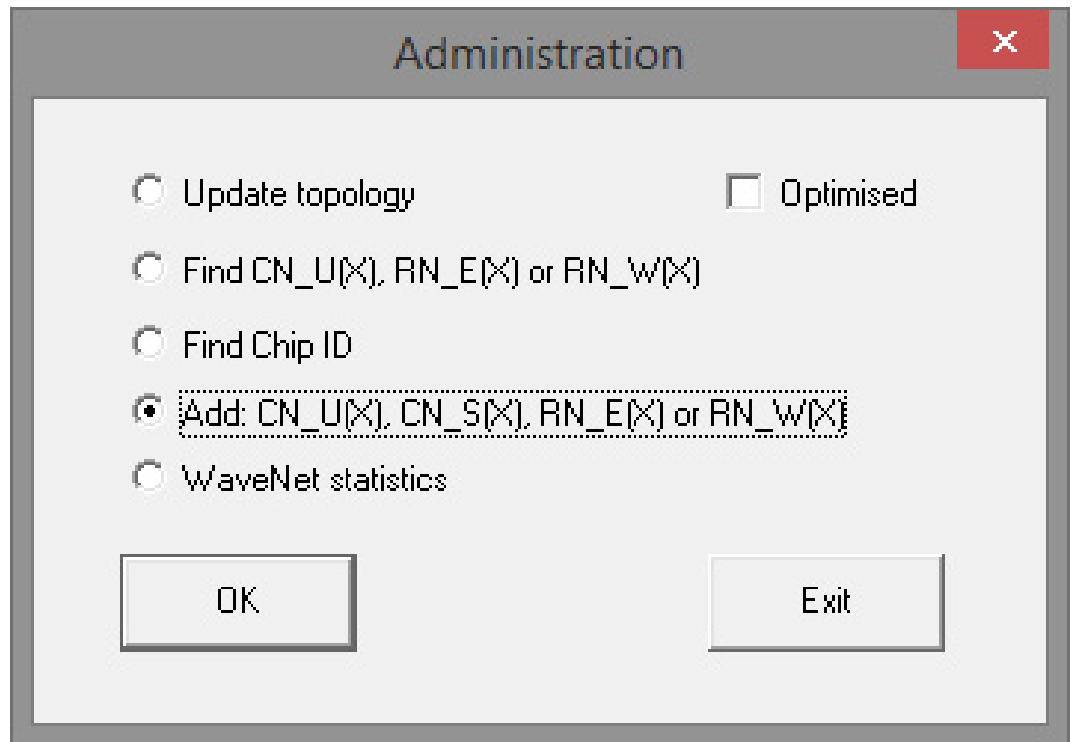 Administration
Update topology
Optimised
Find CN_U(X), RN_E(X) or RN_W(X)
Find Chip ID
Add: CN_U(X), CN_S(X), RN_E(X) or RN_W(X)
WaveNet statistics
OK
Exit